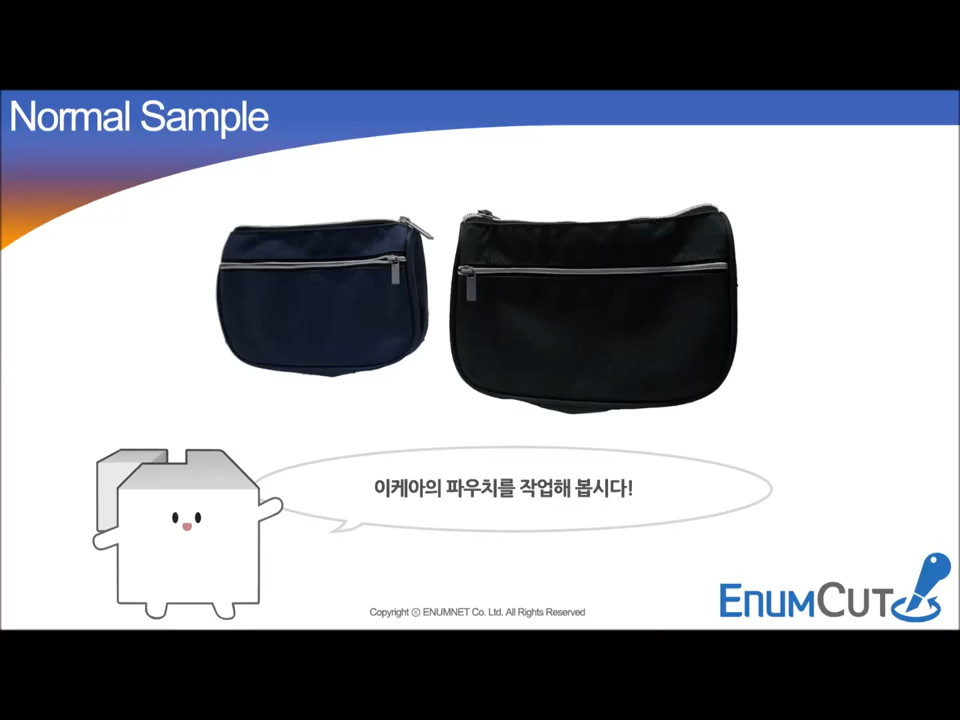 Normal Sample
이케아의 파우치를 작업해 봅시다!
Copyright ⓒ ENUMNET Co. Ltd. All Rights Reserved
ENUMCUT